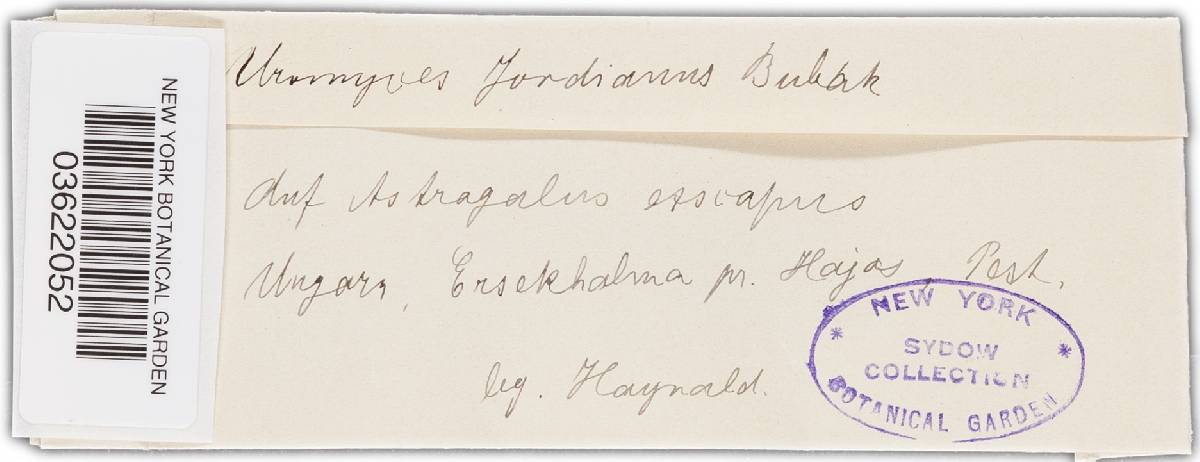 Uromyces Jordianus Bubák
Auf Astragalus exscapus
Ungarn, Ersekhalma pr. Hajos, Pest.
leg. Haynald.
NEW YORK
SYDOW
COLLECTION
BOTANICAL GARDEN
NEW YORK BOTANICAL GARDEN
03622052